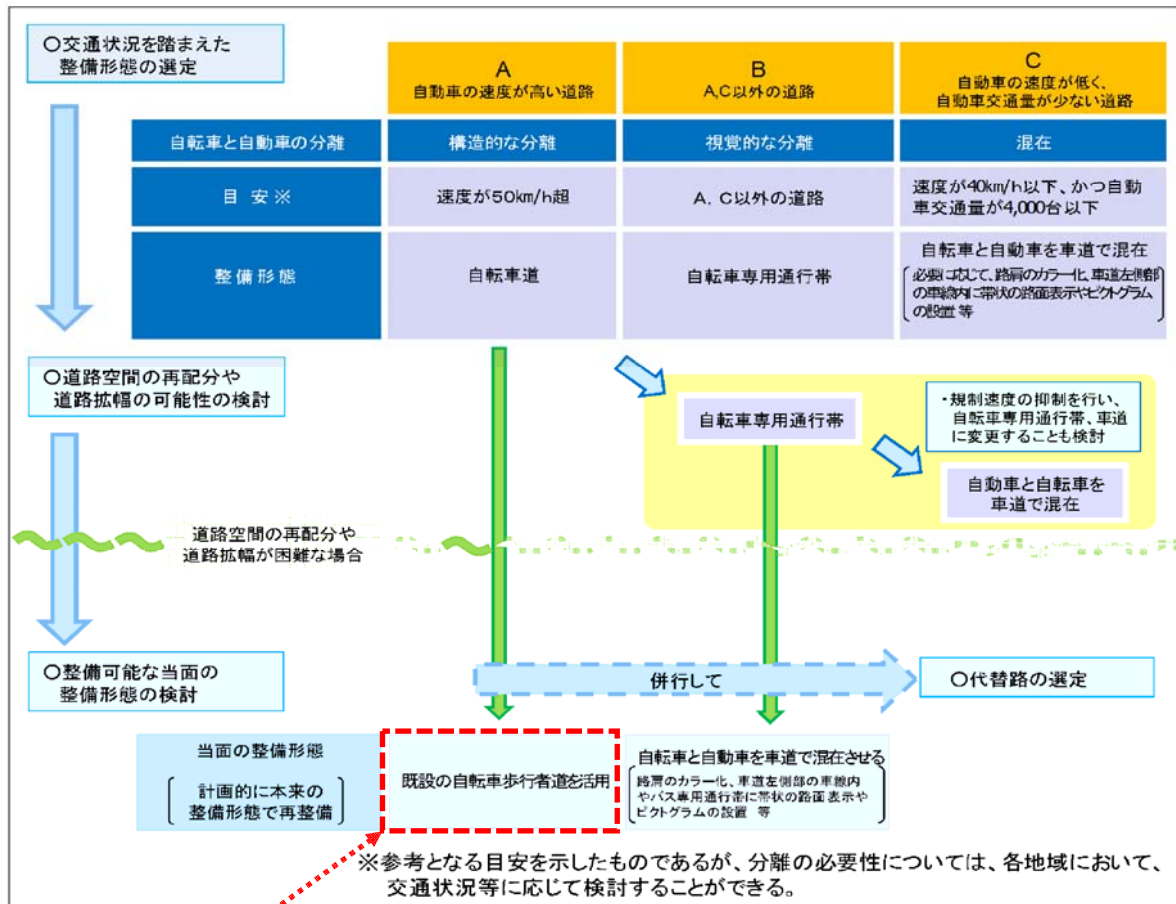 〇交通状況を踏まえた
整備形態の選定
A
自動車の速度が高い道路
B
A,C以外の道路
C
自動車の速度が低く、
自動車交通量が少ない道路
自転車と自動車の分離
構造的な分離
視覚的な分離
混在
目 安※
速度が50km/h超
A，C以外の道路
速度が40km/h以下、かつ自動
車交通量が4,000台以下
整備形態
自転車道
自転車専用通行帯
自転車と自動車を車道で混在
必要に応じて、路肩のカラー化、車道左側部
の車線内に帯状の路面表示やピクトグラム
の設置 等
〇道路空間の再配分や
道路拡幅の可能性の検討
自転車専用通行帯
・規制速度の抑制を行い、
自転車専用通行帯、車道
に変更することも検討
自動車と自転車を
車道で混在
道路空間の再配分や
道路拡幅が困難な場合
〇整備可能な当面の
整備形態の検討
併行して
〇代替路の選定
当面の整備形態
計画的に本来の
整備形態で再整備
既設の自転車歩行者道を活用
自転車と自動車を車道で混在させる
路肩のカラー化、車道左側部の車線内
やバス専用通行帯に帯状の路面表示や
ピクトグラムの設置 等
※参考となる目安を示したものであるが、分離の必要性については、各地域において、
交通状況等に応じて検討することができる。